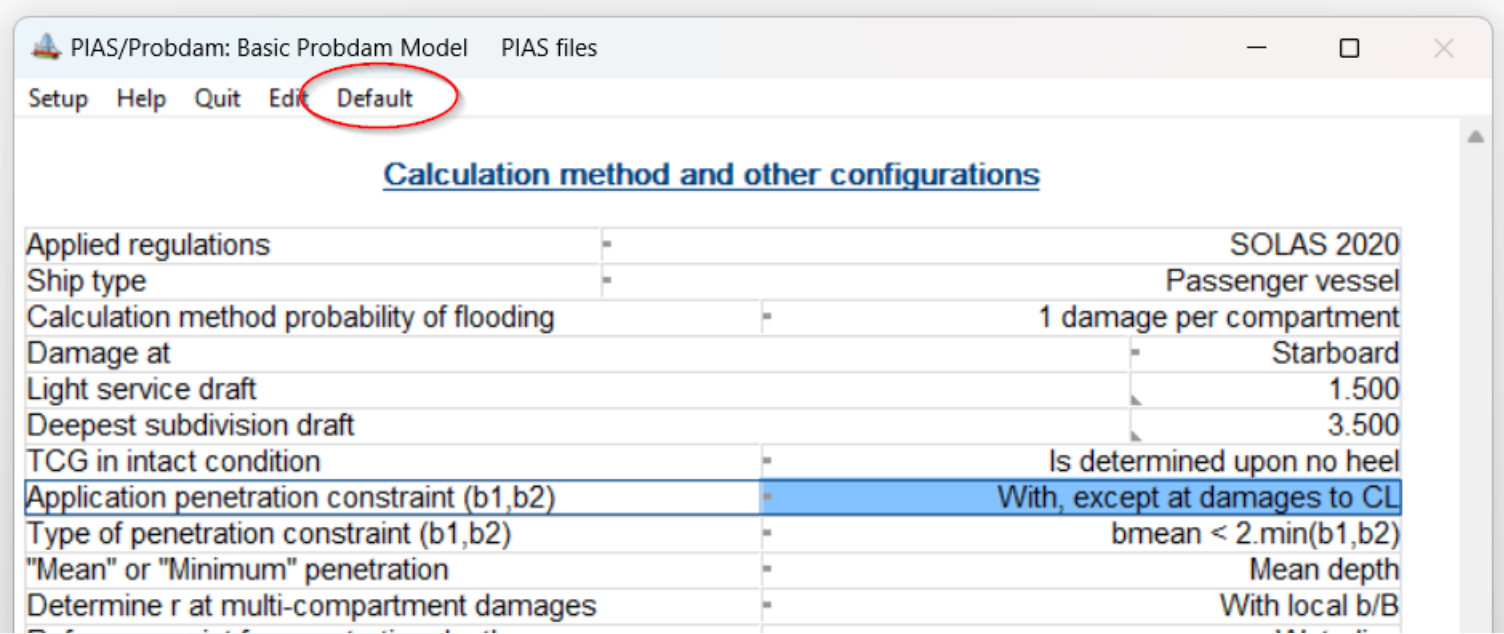 PIAS/Probdam: Basic Probdam Model PIAS files
Setup Help Quit Edit Default
Calculation method and other configurations
Applied regulations SOLAS 2020
Ship type Passenger vessel
Calculation method probability of flooding 1 damage per compartment
Damage at Starboard
Light service draft 1.500
Deepest subdivision draft 3.500
TCG in intact condition Is determined upon no heel
Application penetration constraint (b1,b2) With, except at damages to CL
Type of penetration constraint (b1,b2) bmean < 2.min(b1,b2)
"Mean" or "Minimum" penetration Mean depth
Determine r at multi-compartment damages With local b/B